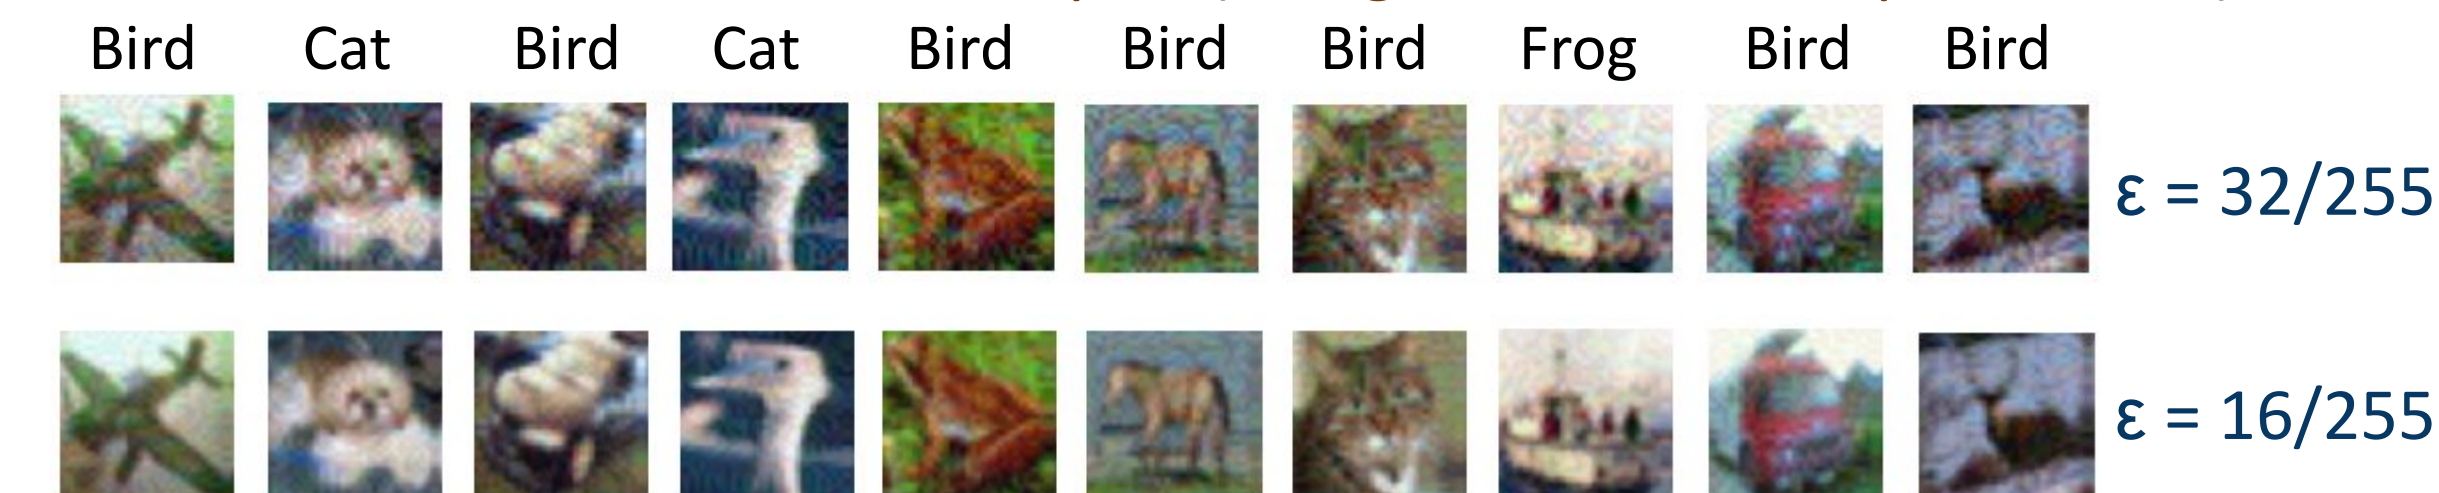 Bird Cat Bird Cat Bird Bird Bird Frog Bird Bird
ε = 32/255
ε = 16/255